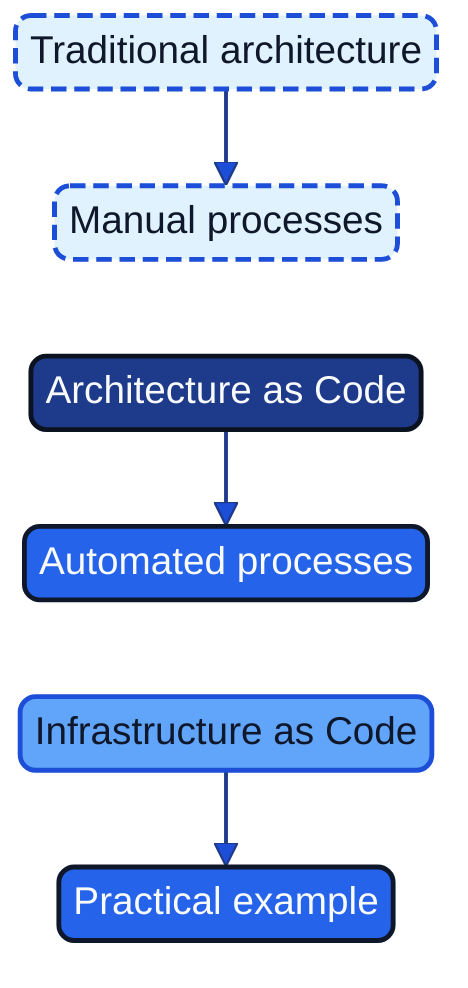 Traditional architecture
Manual processes
Architecture as Code
Automated processes
Infrastructure as Code
Practical example